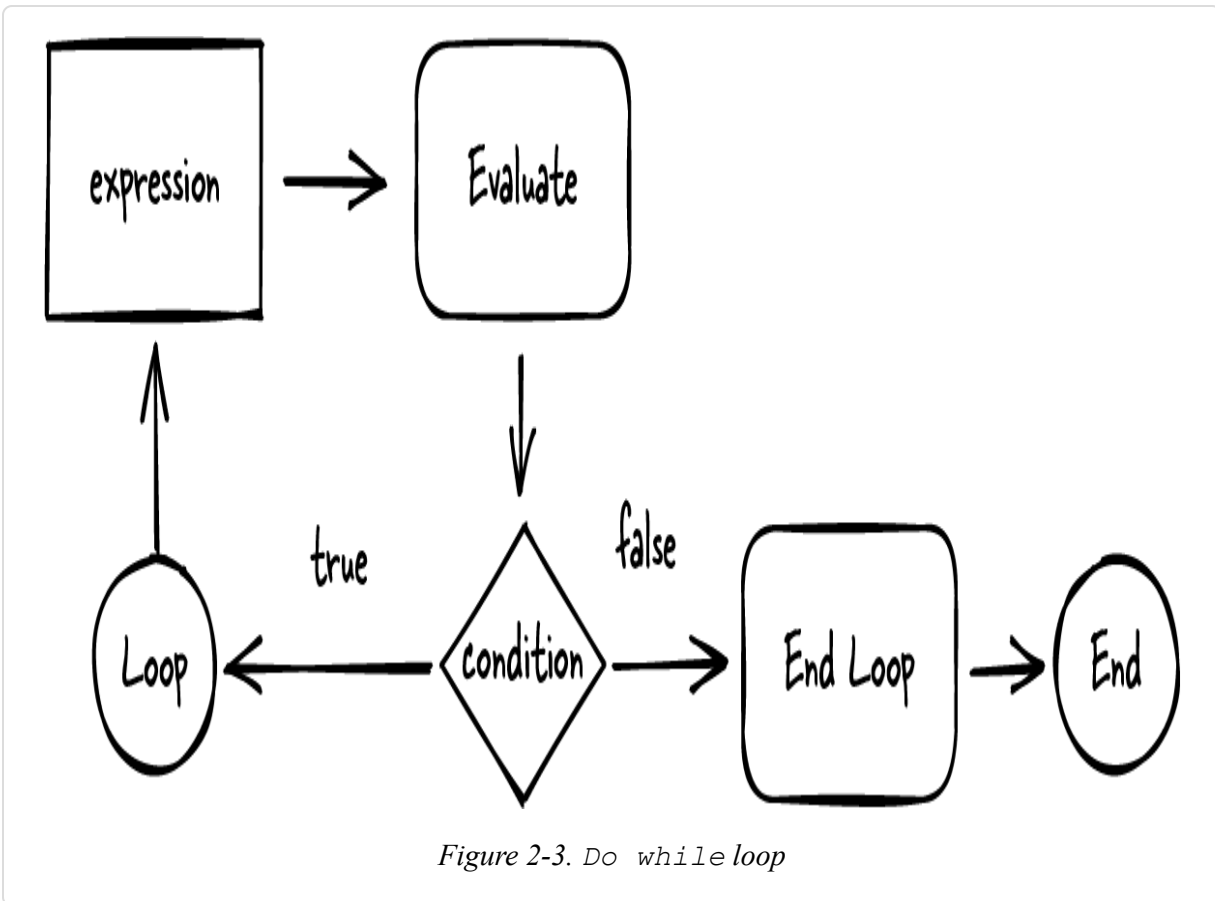 expression
Evaluate
true
false
Loop
condition
End Loop
End
Figure 2-3. Do while loop